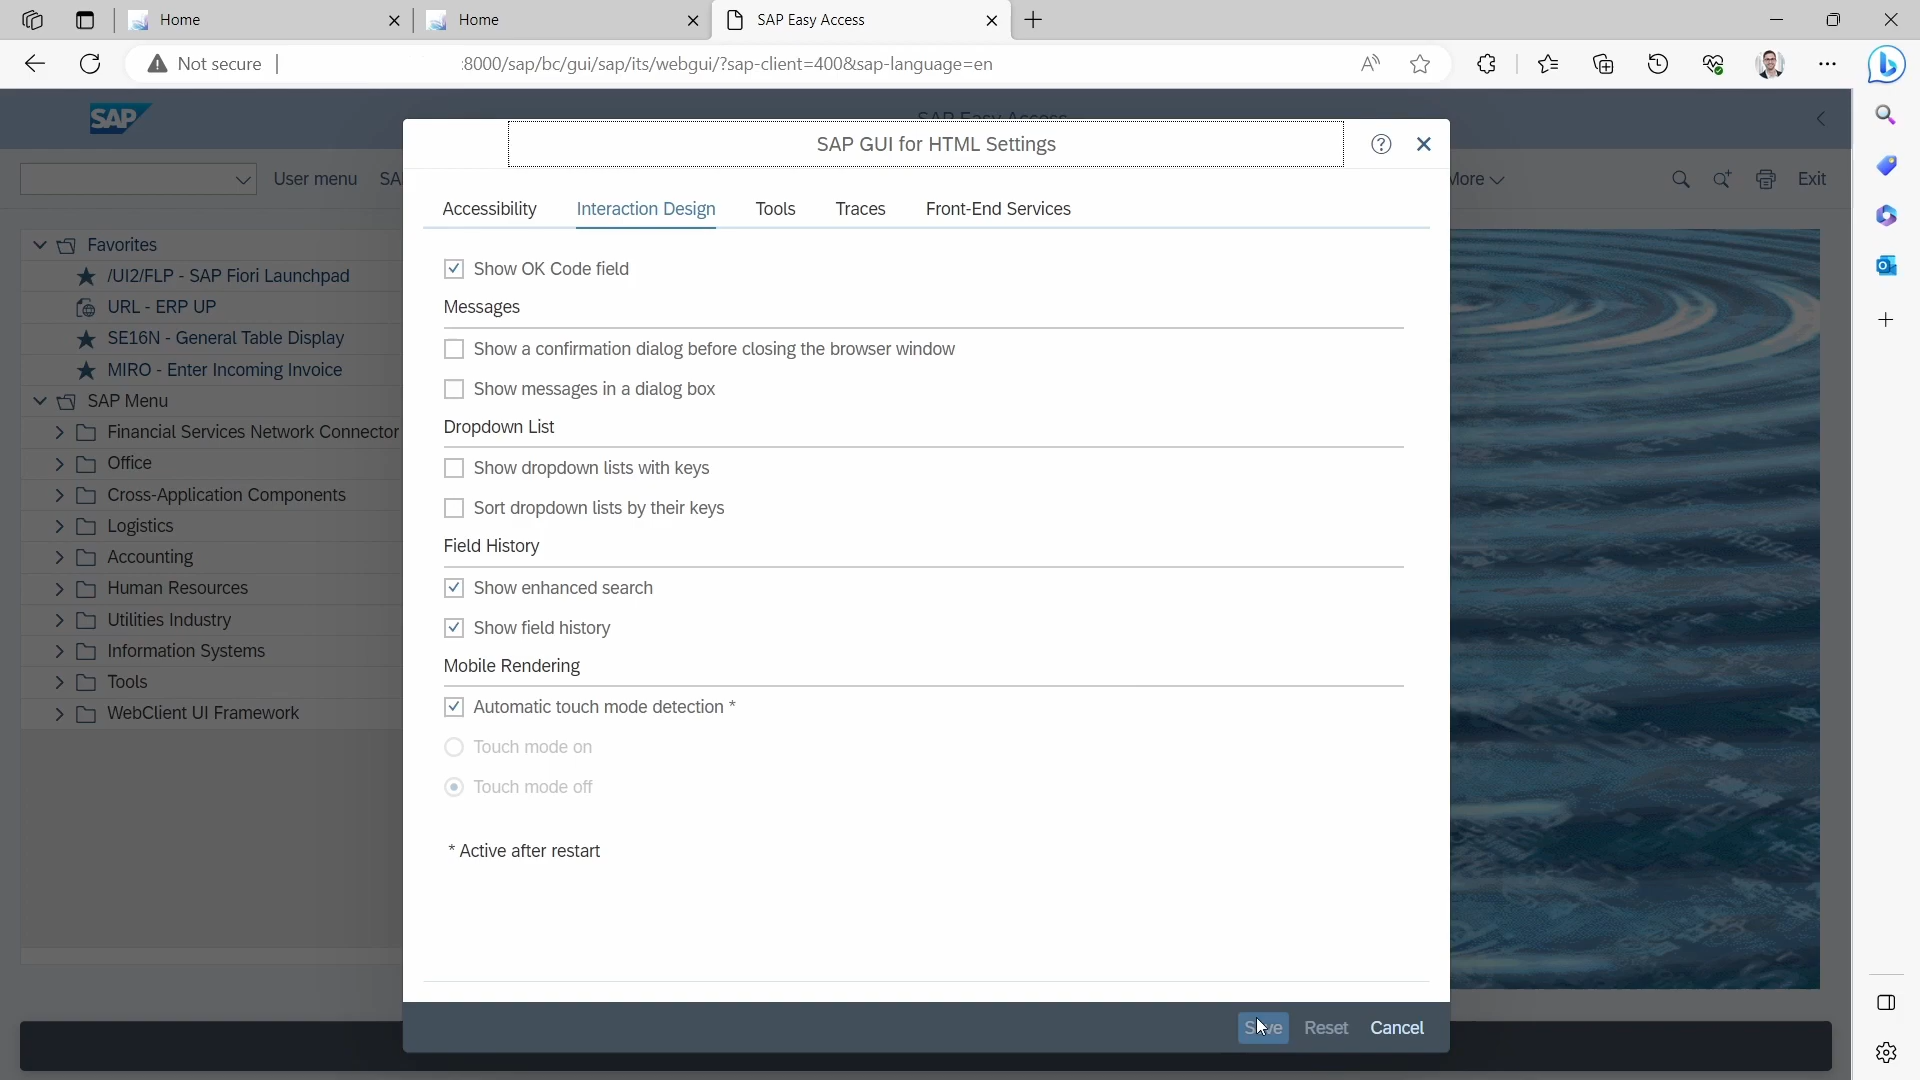 Home
Home
SAP Easy Access
Not secure
:8000/sap/bc/gui/sap/its/webgui/?sap-client=400&sap-language=en
SAP
SAP Easy Access
User menu
Exit
SAP GUI for HTML Settings
Accessibility
Interaction Design
Tools
Traces
Front-End Services
Show OK Code field
Messages
Show a confirmation dialog before closing the browser window
Show messages in a dialog box
Dropdown List
Show dropdown lists with keys
Sort dropdown lists by their keys
Field History
Show enhanced search
Show field history
Mobile Rendering
Automatic touch mode detection *
Touch mode on
Touch mode off
* Active after restart
Reset
Cancel
Favorites
/UI2/FLP - SAP Fiori Launchpad
URL - ERP UP
SE16N - General Table Display
MIRO - Enter Incoming Invoice
SAP Menu
Financial Services Network Connector
Office
Cross-Application Components
Logistics
Accounting
Human Resources
Utilities Industry
Information Systems
Tools
WebClient UI Framework